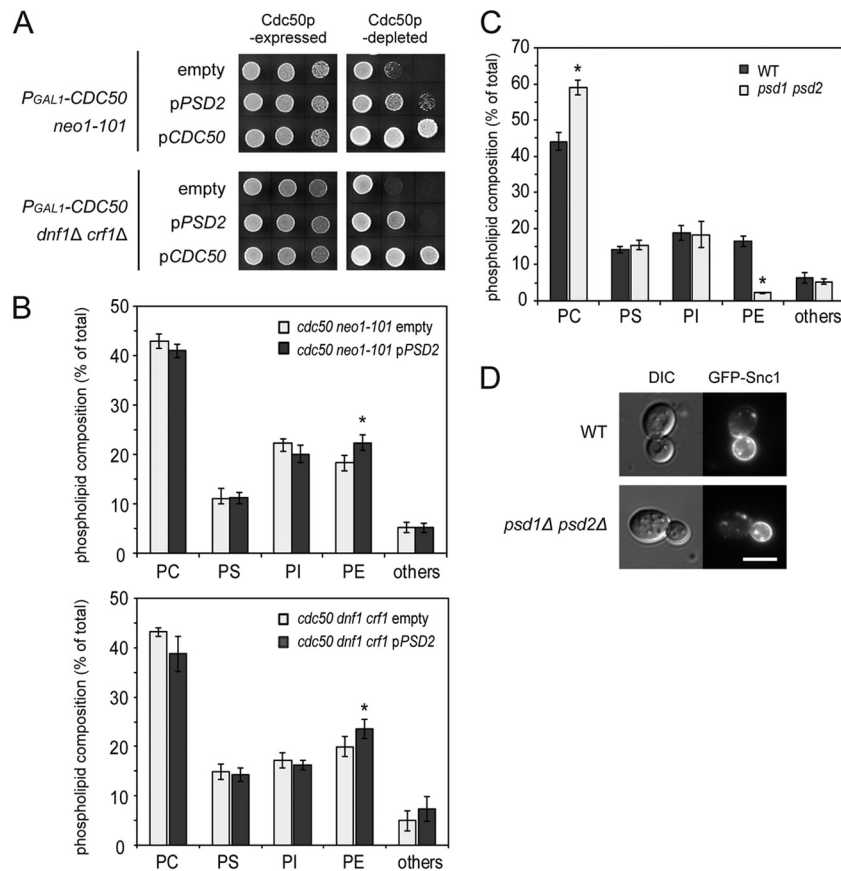 A
Cdc50p
-expressed
Cdc50p
-depleted
PGAL1-CDC50
neo1-101
empty
pPSD2
pCDC50
PGAL1-CDC50
dnf1Δ crf1Δ
empty
pPSD2
pCDC50
B
phospholipid composition (% of total)
50
40
30
20
10
0
cdc50 neo1-101 empty
cdc50 neo1-101 pPSD2
*
PC PS PI PE others
phospholipid composition (% of total)
50
40
30
20
10
0
cdc50 dnf1 crf1 empty
cdc50 dnf1 crf1 pPSD2
*
PC PS PI PE others
C
phospholipid composition (% of total)
70
60
50
40
30
20
10
0
WT
psd1 psd2
*
*
PC PS PI PE others
D
DIC GFP-Snc1
WT
psd1Δ psd2Δ